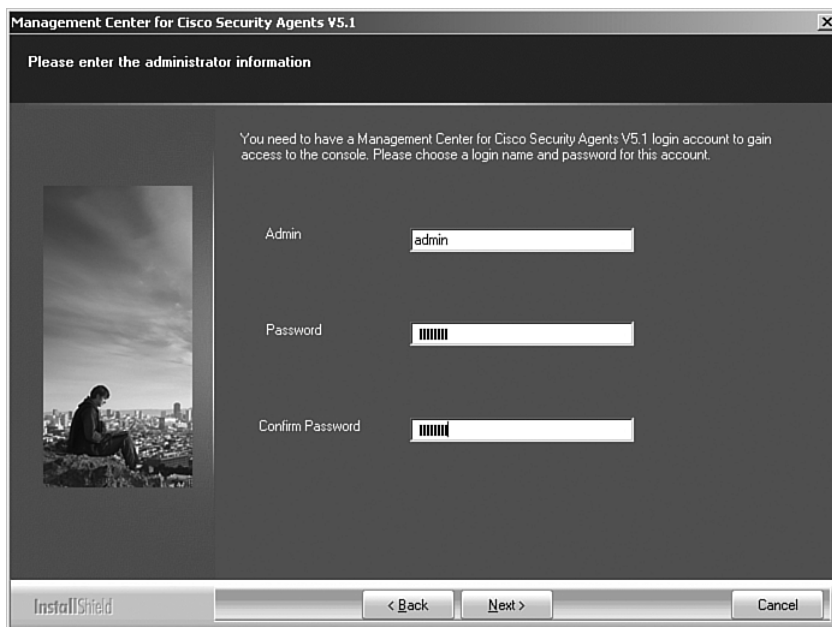 Management Center for Cisco Security Agents V5.1
Please enter the administrator information
You need to have a Management Center for Cisco Security Agents V5.1 login account to gain
access to the console. Please choose a login name and password for this account.
Admin
admin
Password
Confirm Password
InstallShield
< Back
Next >
Cancel